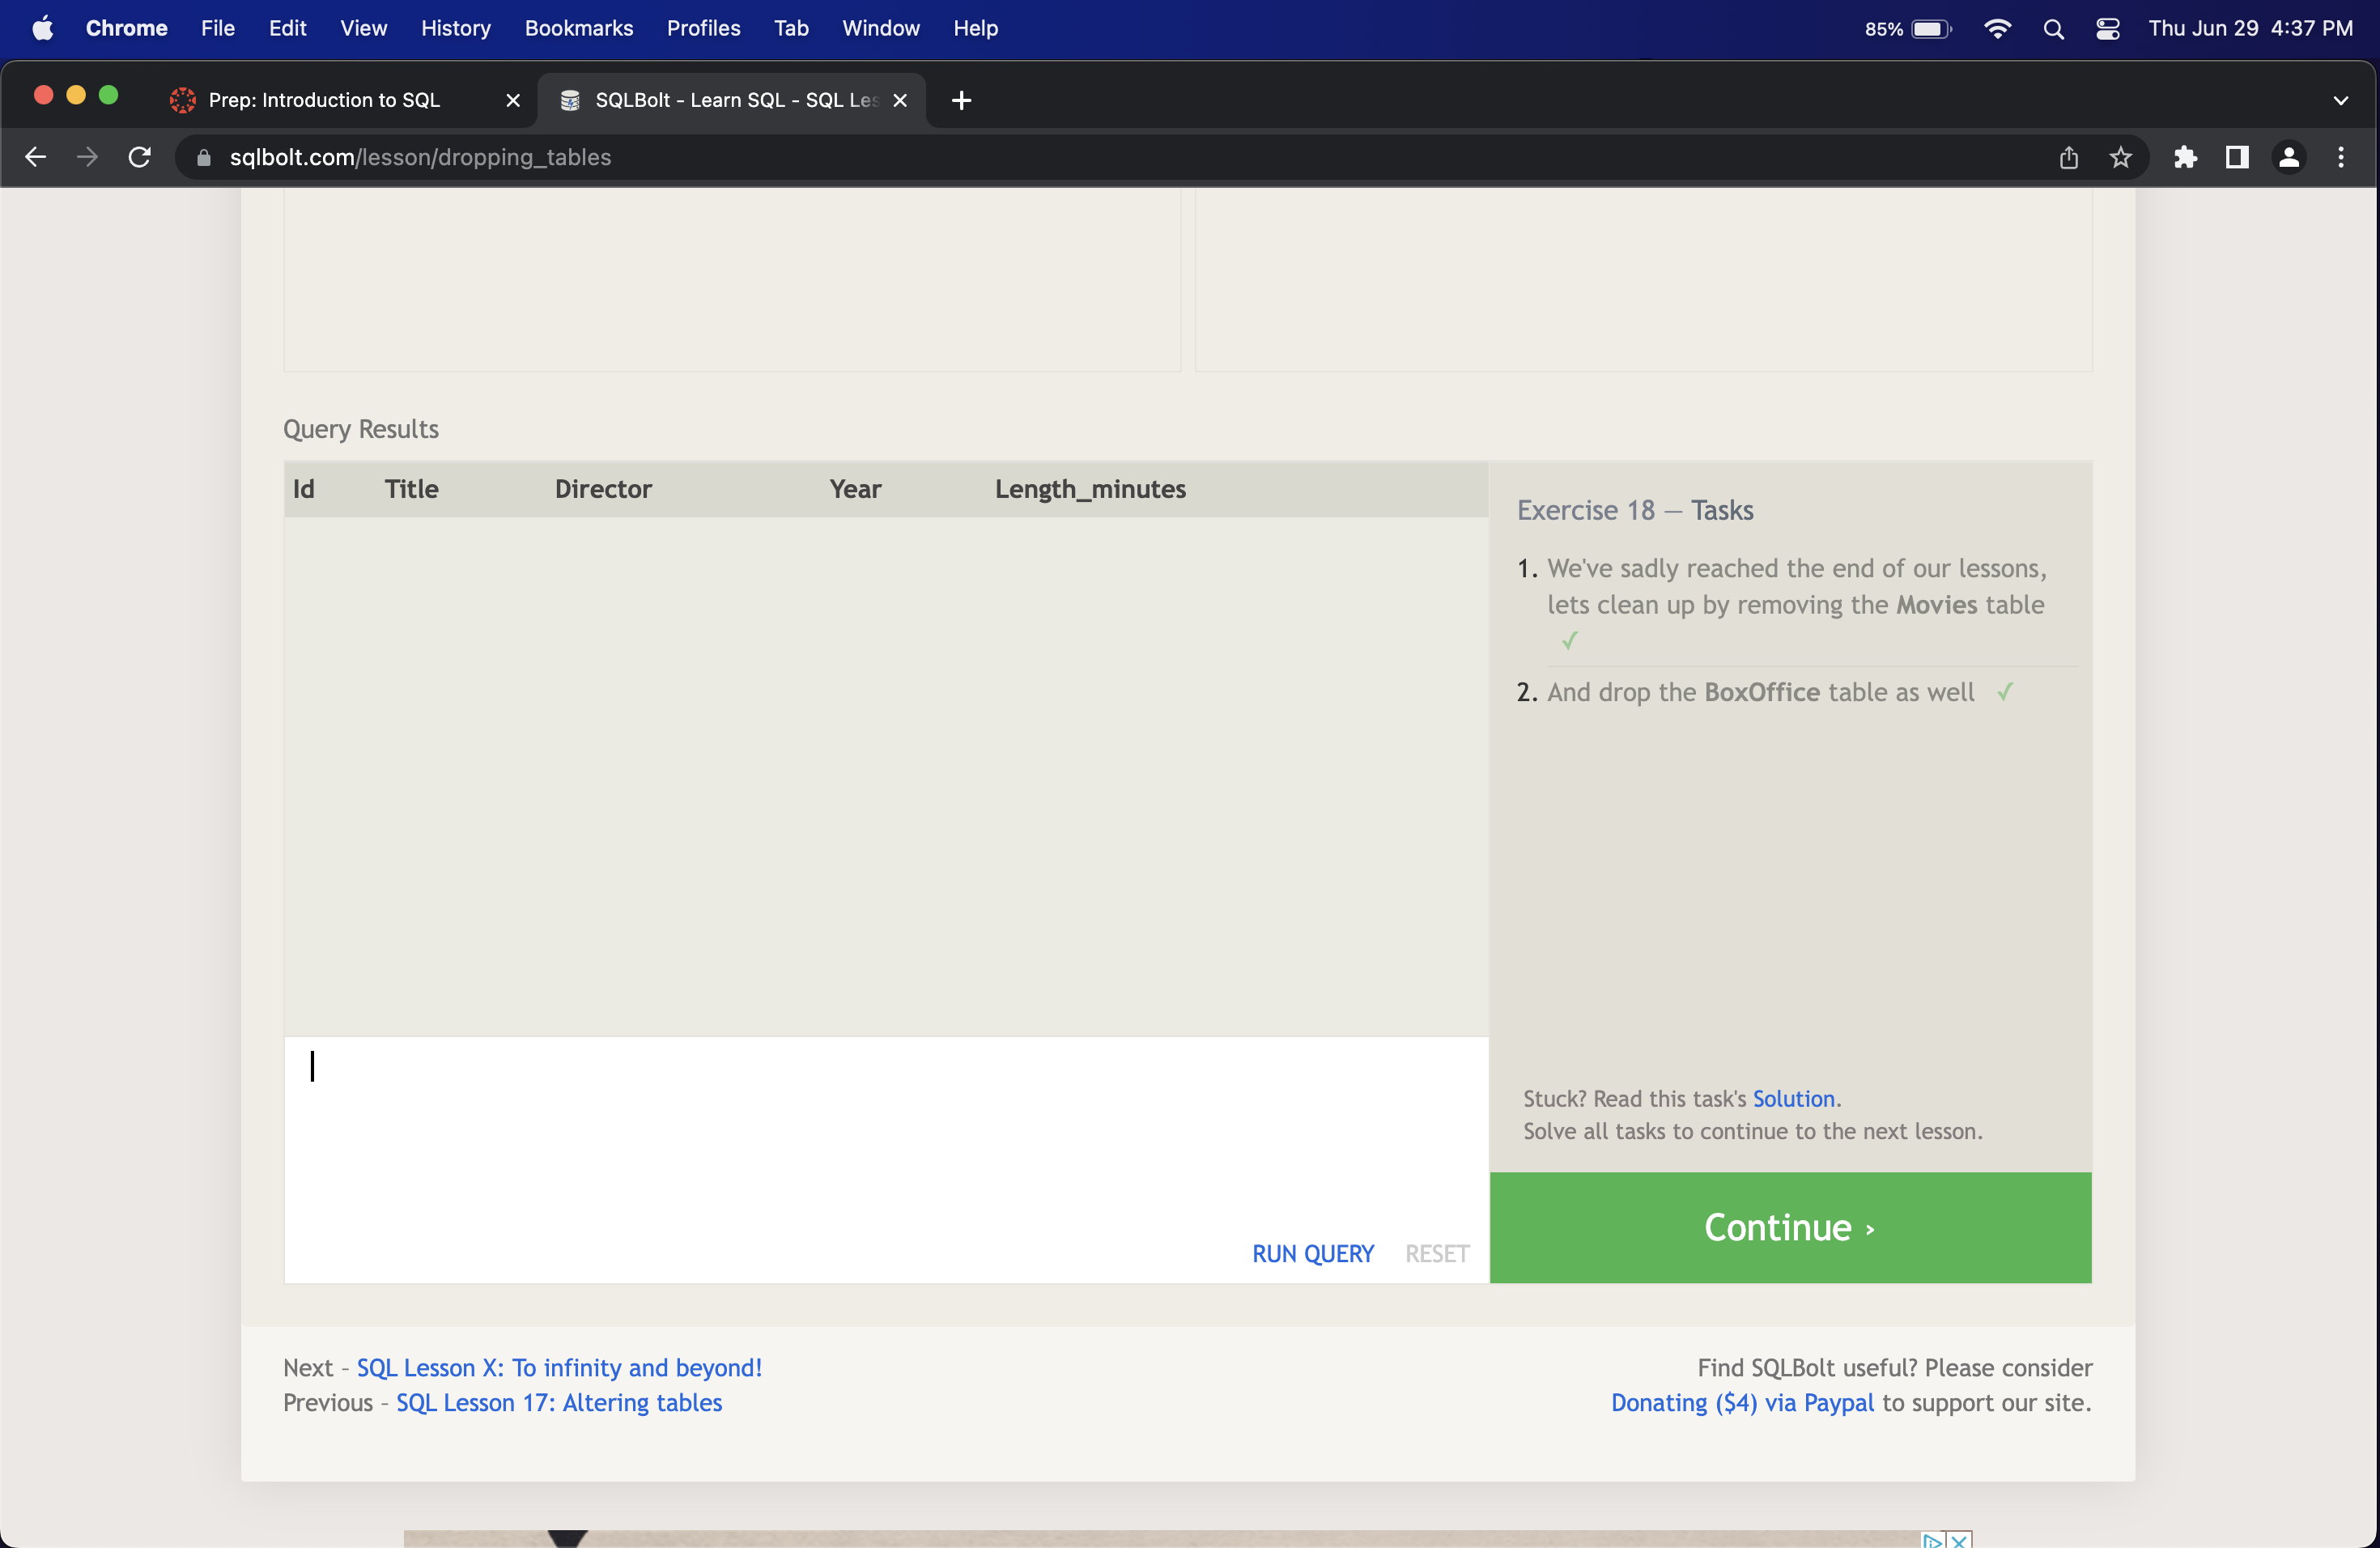 Chrome File Edit View History Bookmarks Profiles Tab Window Help 85% Thu Jun 29 4:37 PM
Prep: Introduction to SQL SQLBolt - Learn SQL - SQL Les
sqlbolt.com/lesson/dropping_tables
Query Results
Id Title Director Year Length_minutes
Exercise 18 — Tasks
1. We've sadly reached the end of our lessons,
lets clean up by removing the Movies table
✓
2. And drop the BoxOffice table as well ✓
Stuck? Read this task's Solution.
Solve all tasks to continue to the next lesson.
RUN QUERY RESET
Continue ›
Next – SQL Lesson X: To infinity and beyond!
Previous – SQL Lesson 17: Altering tables
Find SQLBolt useful? Please consider
Donating ($4) via Paypal to support our site.